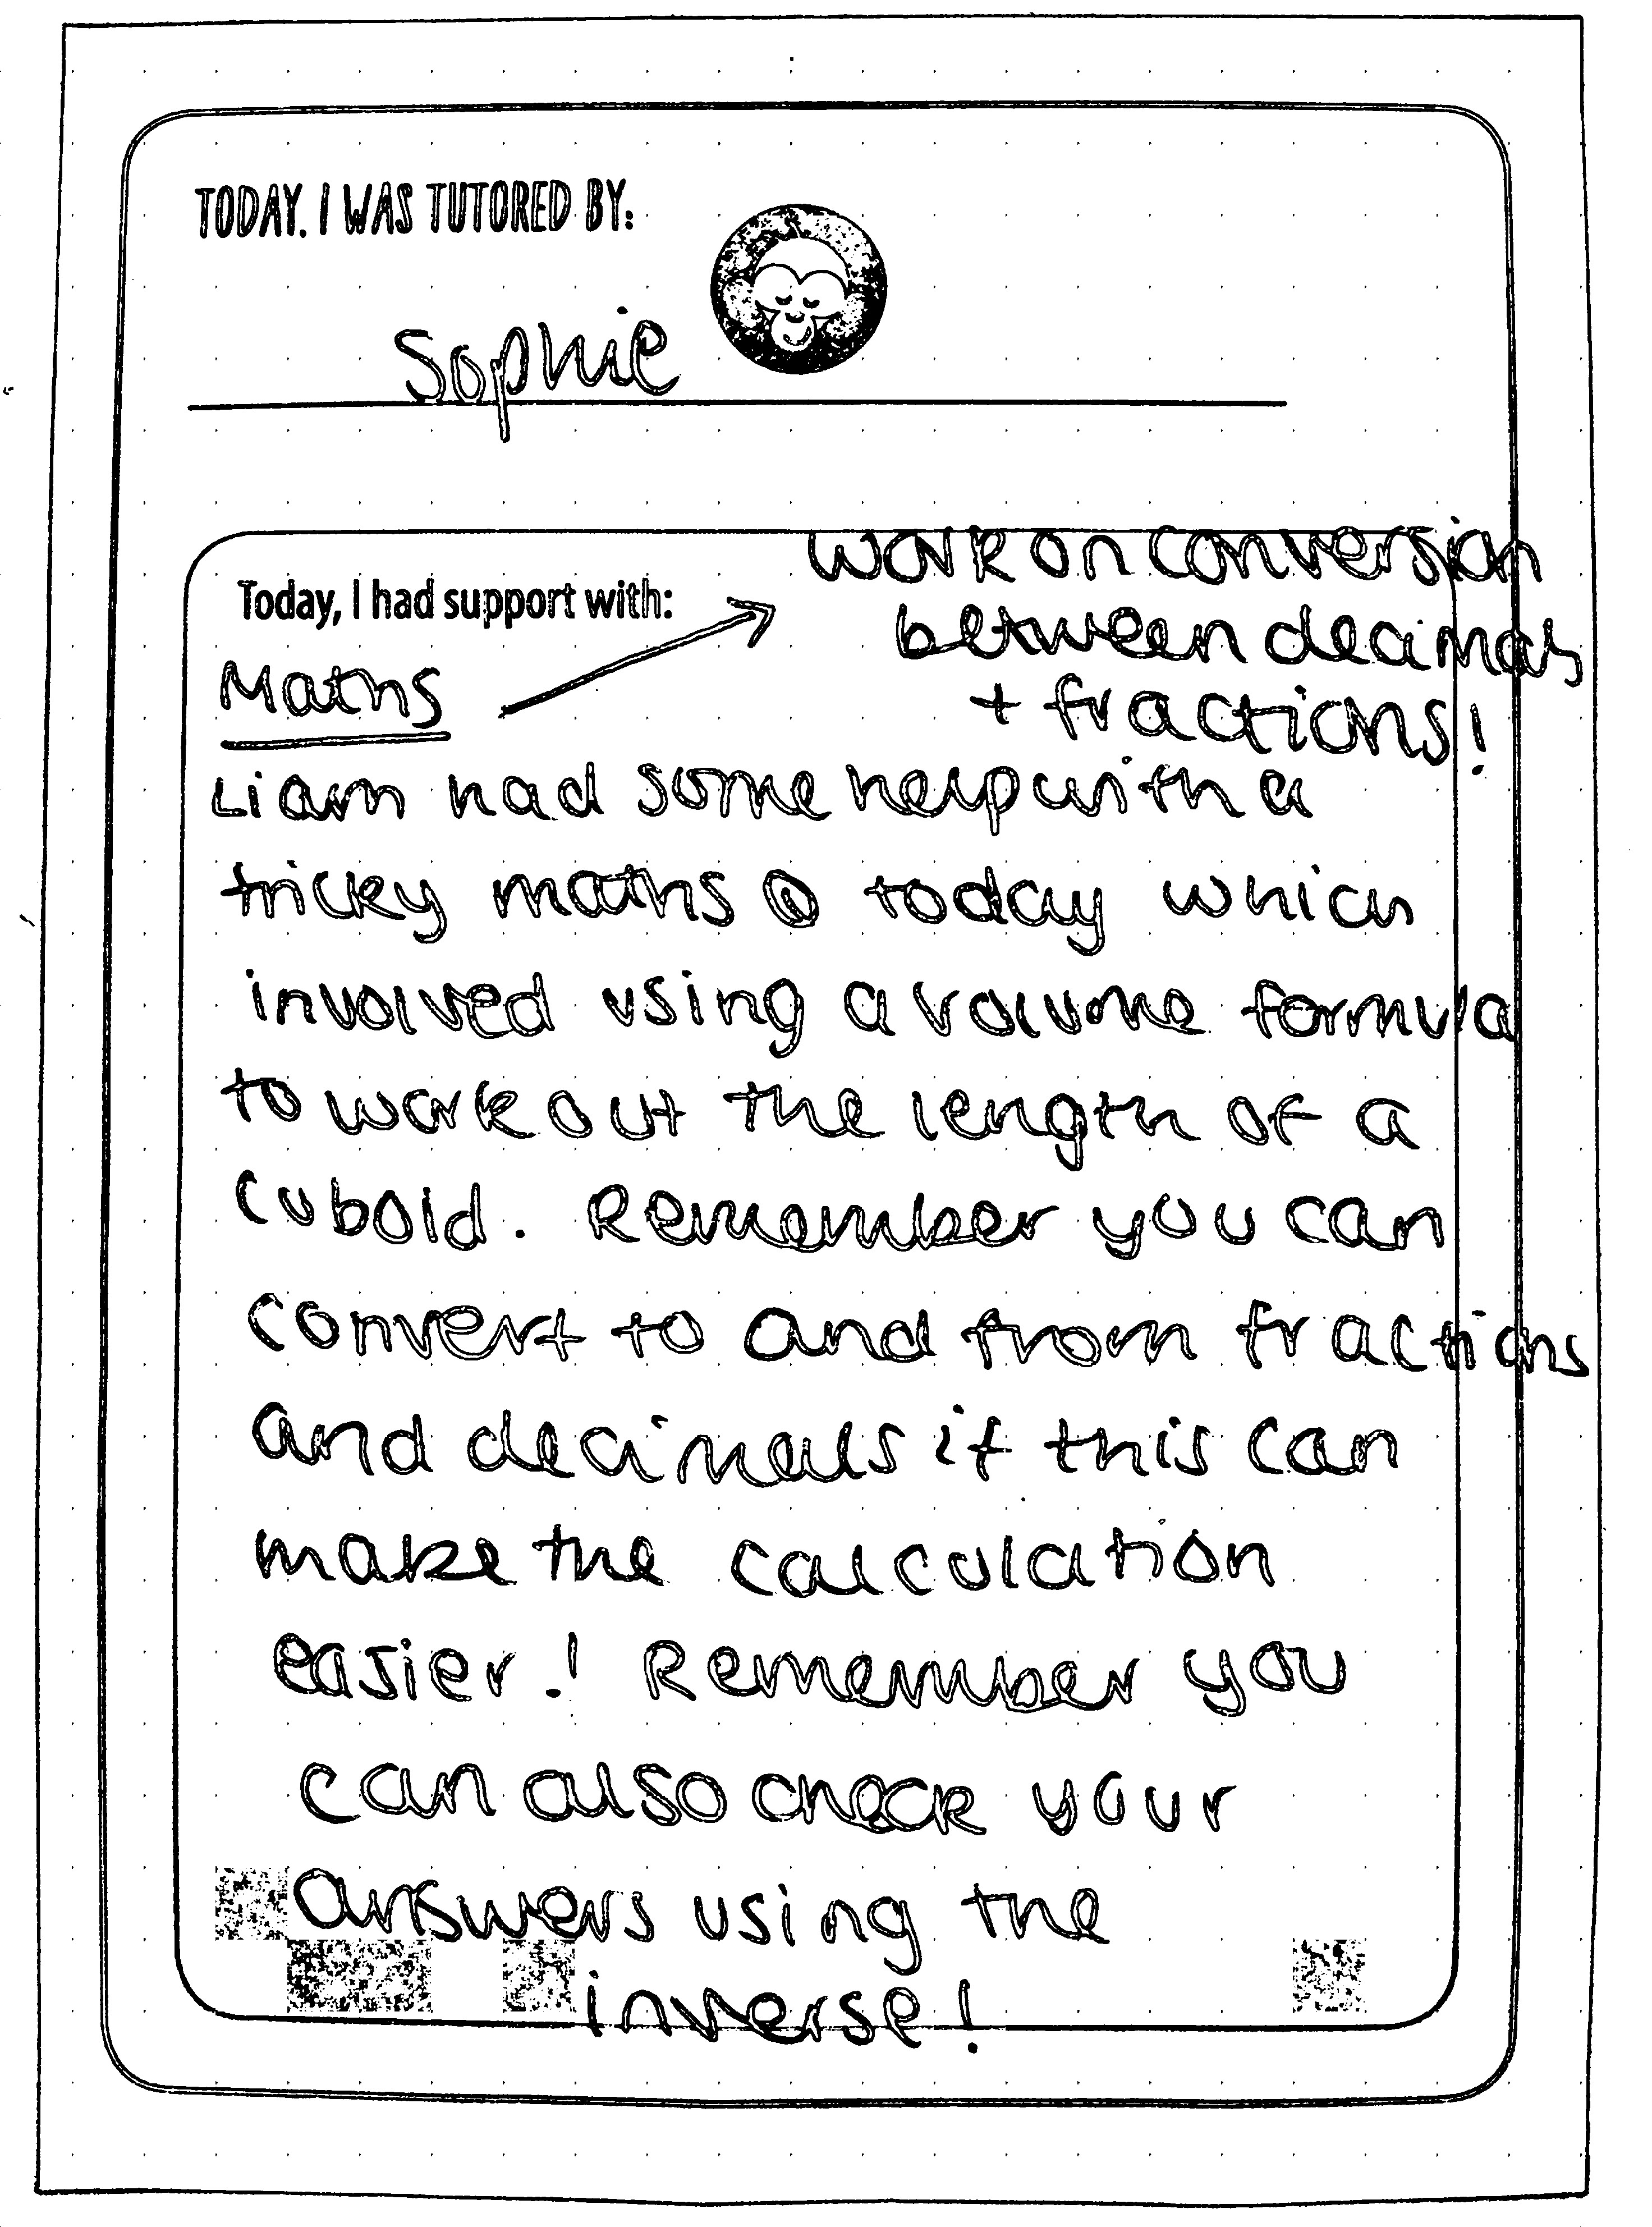 TODAY, I WAS TUTORED BY:
Sophie
Today, I had support with:
work on conversion
between decimals
+ fractions!
Maths
Liam had some help with a
tricky maths Q today which
involved using a volume formula
to work out the length of a
cuboid. Remember you can
convert to and from fractions
and decimals if this can
make the calculation
easier! Remember you
can also check your
answers using the
inverse!